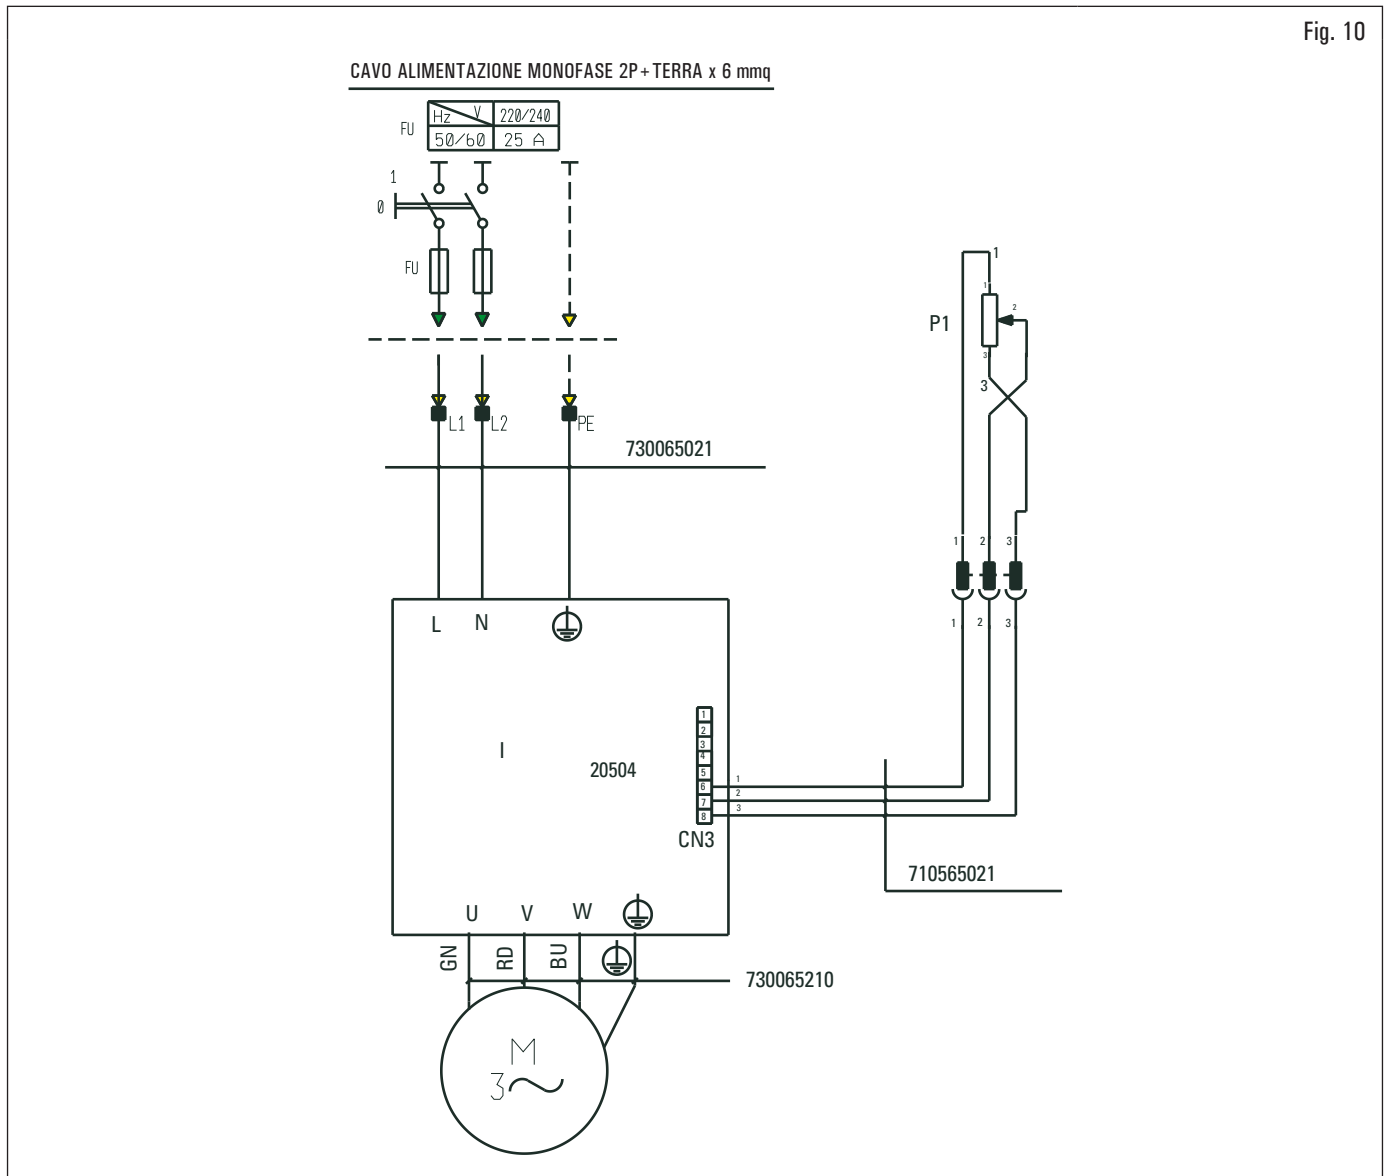 Fig. 10
CAVO ALIMENTAZIONE MONOFASE 2P+TERRA x 6 mmq
FU
Hz V 220/240
50/60 25 A
1
0
FU
L1 L2 PE
730065021
1
1
2
P1
3
3
1 2 3
1 2 3
L N
I
20504
1
2
3
4
5
6
7
8
1
2
3
CN3
710565021
U V W
GN RD BU
730065210
M
3~